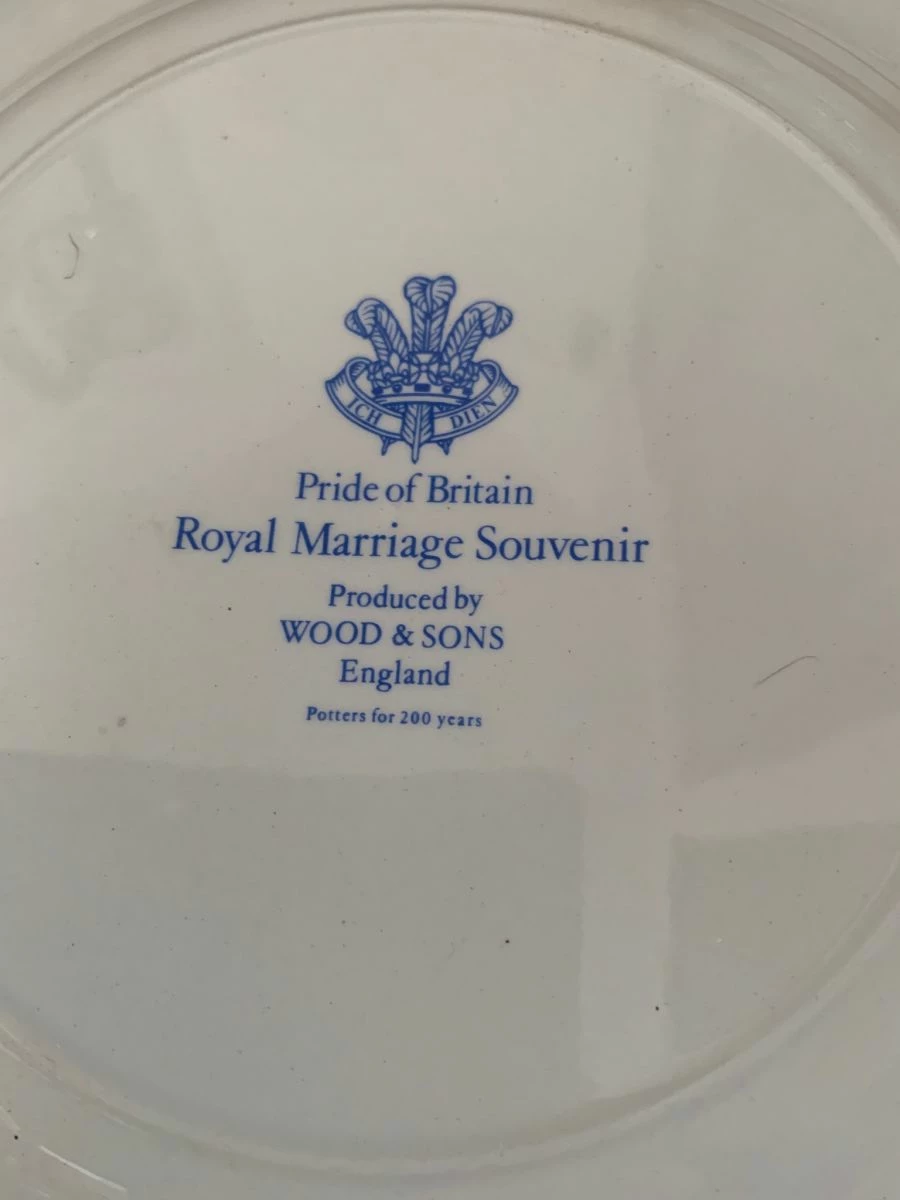 ICH DIEN
Pride of Britain
Royal Marriage Souvenir
Produced by
WOOD & SONS
England
Potters for 200 years